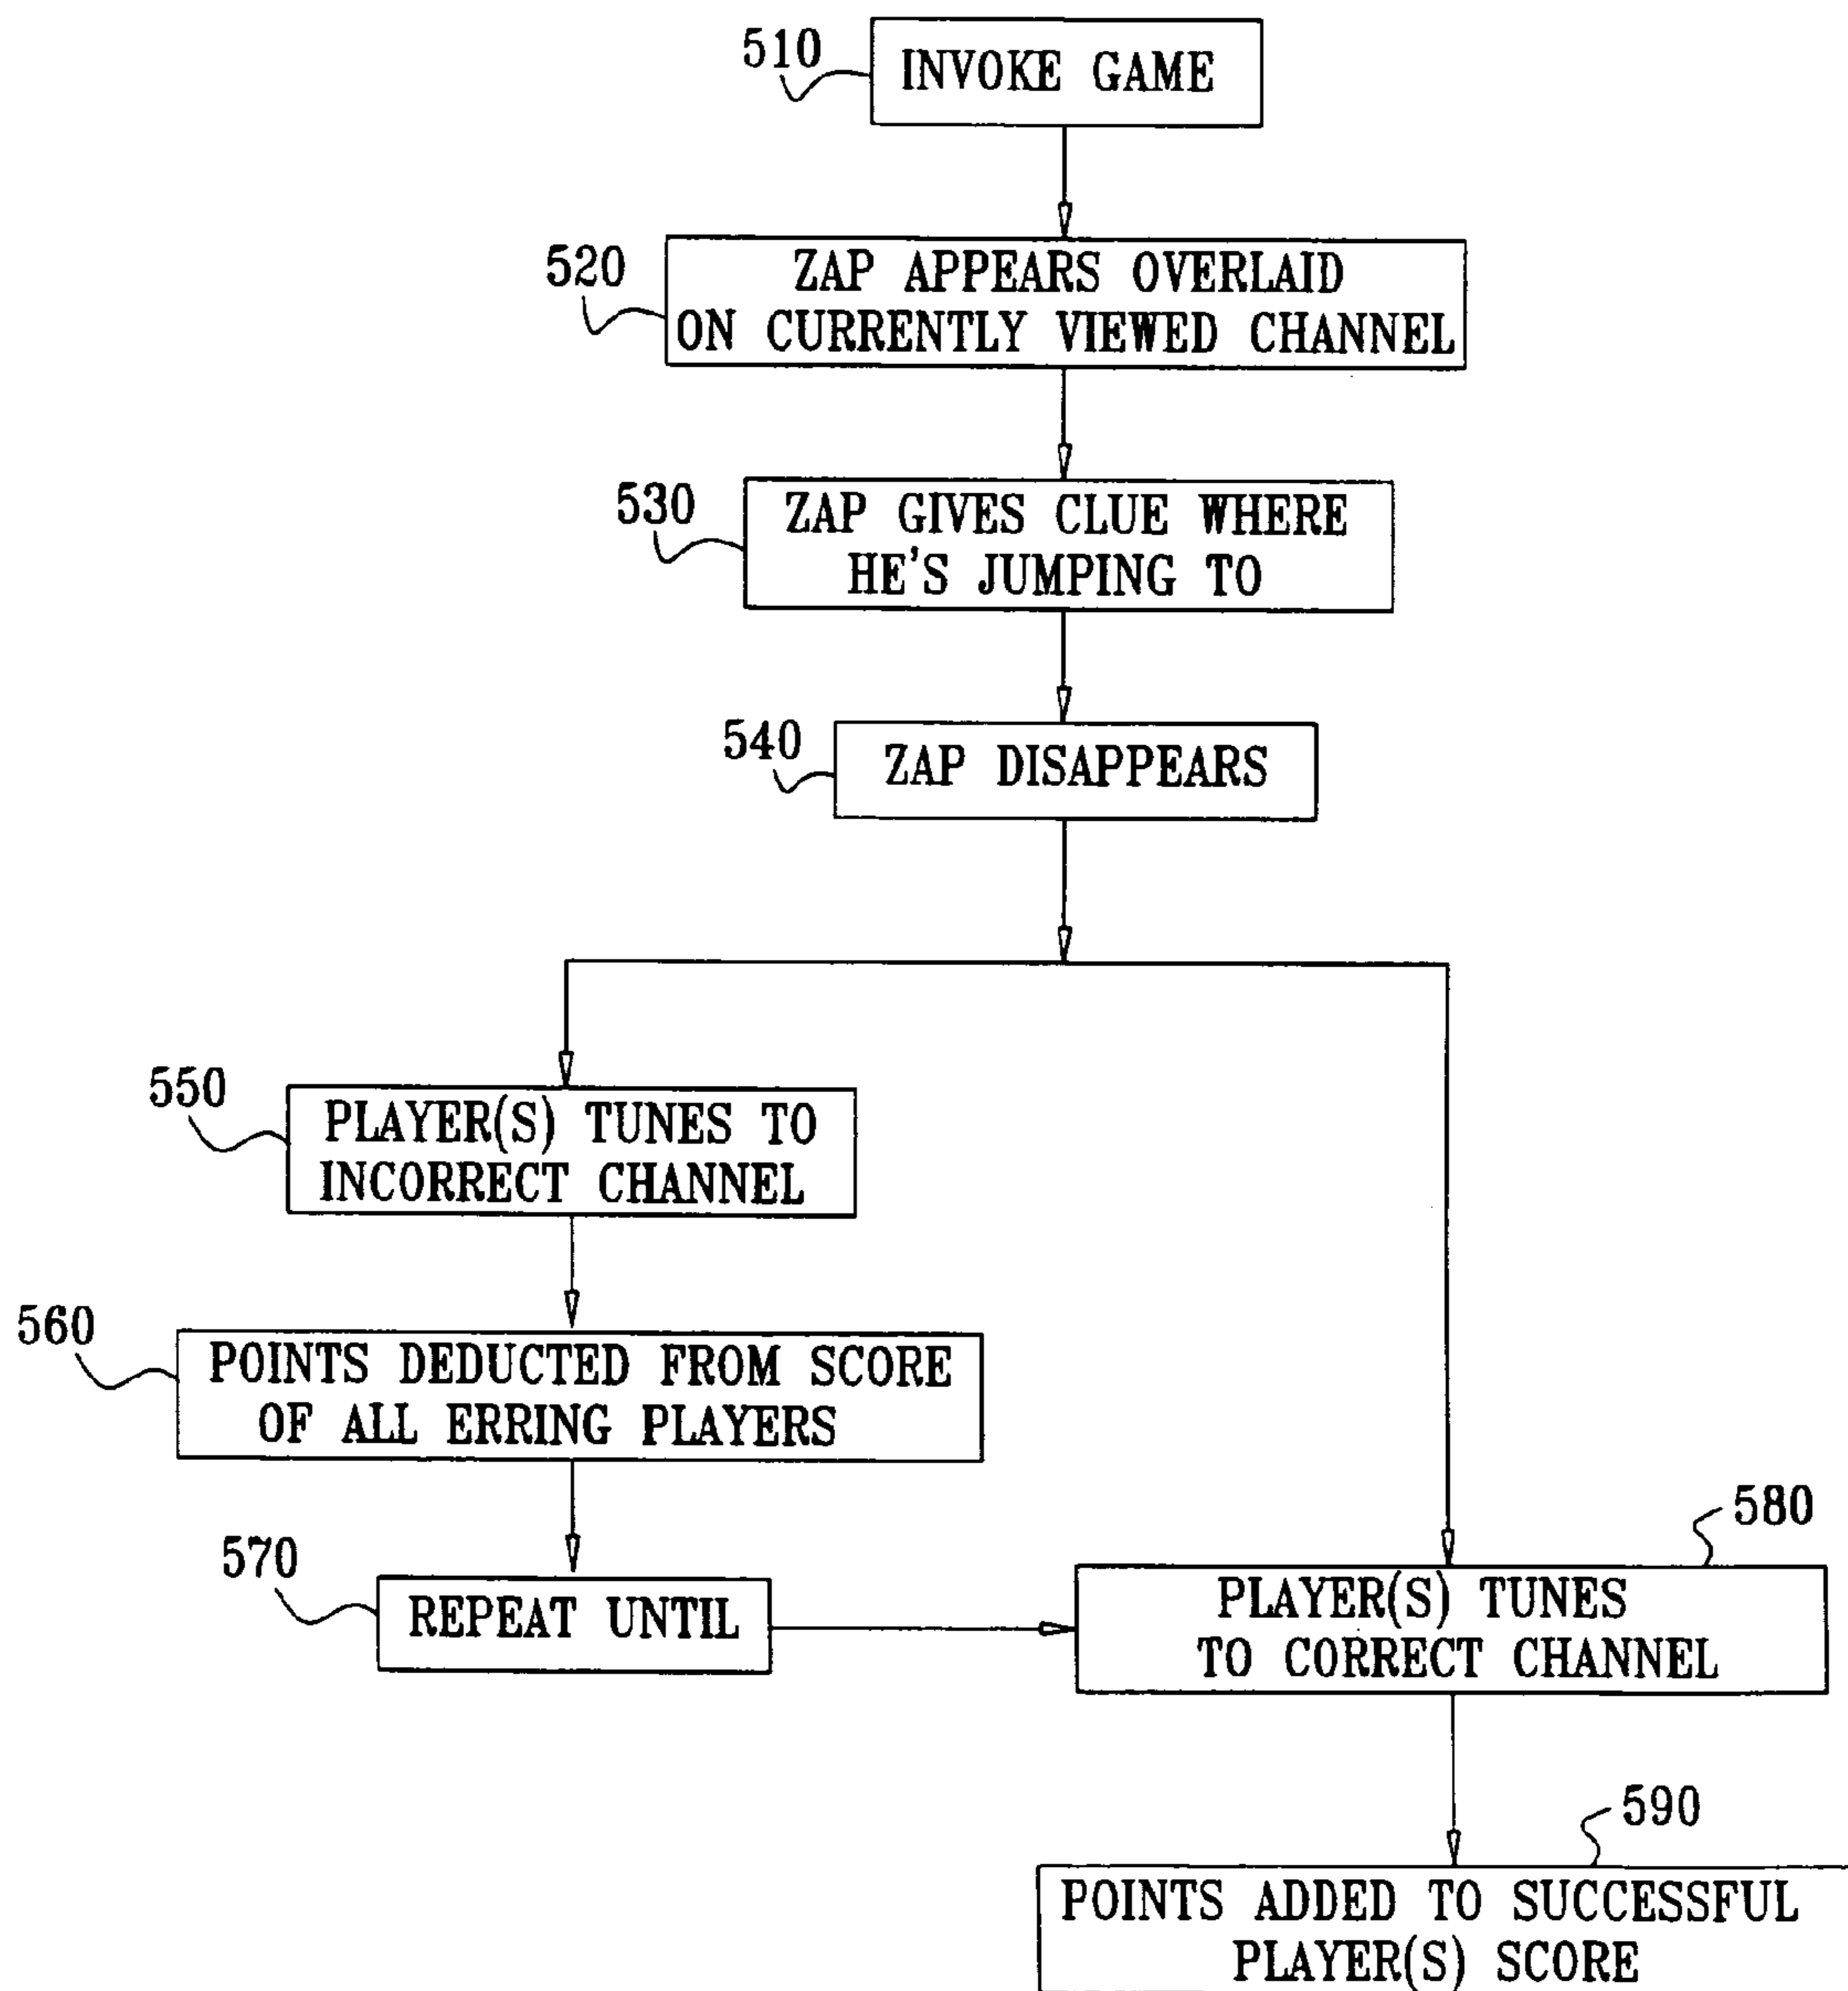 510
INVOKE GAME
520
ZAP APPEARS OVERLAID
ON CURRENTLY VIEWED CHANNEL
530
ZAP GIVES CLUE WHERE
HE'S JUMPING TO
540
ZAP DISAPPEARS
550
PLAYER(S) TUNES TO
INCORRECT CHANNEL
560
POINTS DEDUCTED FROM SCORE
OF ALL ERRING PLAYERS
570
REPEAT UNTIL
580
PLAYER(S) TUNES
TO CORRECT CHANNEL
590
POINTS ADDED TO SUCCESSFUL
PLAYER(S) SCORE